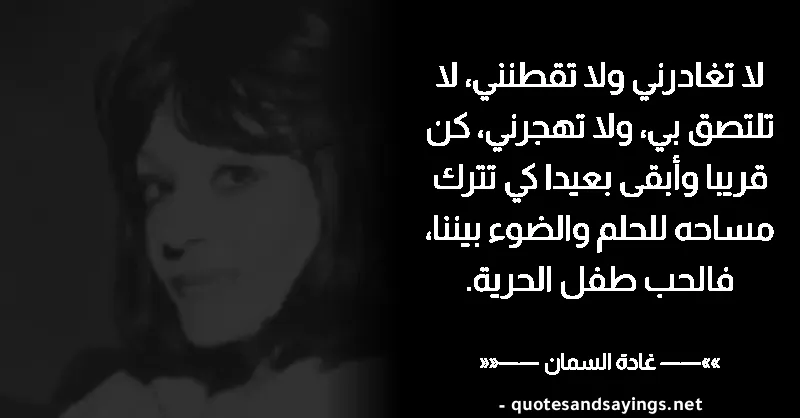 لا تغادرني ولا تقطنني، لا
تلتصق بي، ولا تهجرني، كن
قريبا وأبقى بعيدا كي تترك
مساحه للحلم والضوء بيننا،
فالحب طفل الحرية.
»»—— غادة السمان ——««
- quotesandsayings.net